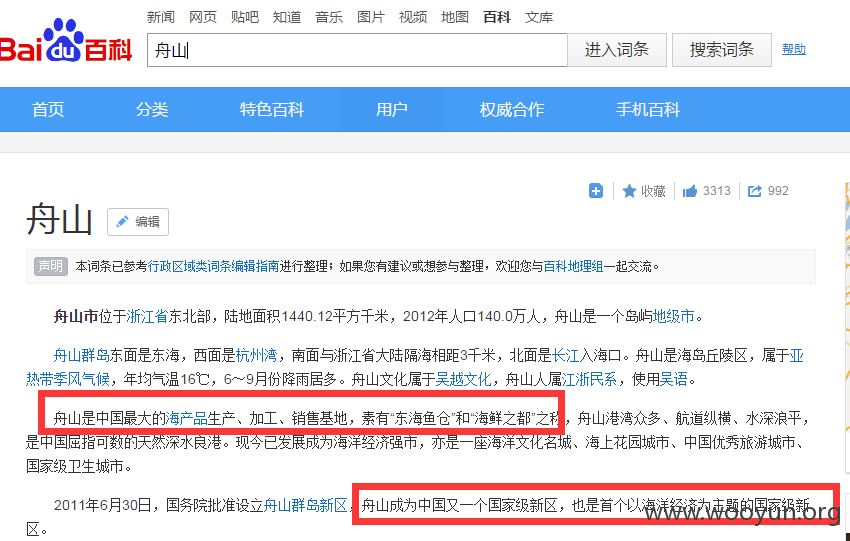 新闻 网页 贴吧 知道 音乐 图片 视频 地图 百科 文库
Bai du 百科
舟山
进入词条 搜索词条 帮助
首页 分类 特色百科 用户 权威合作 手机百科
收藏 3313 992
舟山 编辑
声明 本词条已参考行政区域类词条编辑指南进行整理；如果您有建议或想参与整理，欢迎您与百科地理组一起交流。
舟山市位于浙江省东北部，陆地面积1440.12平方千米，2012年人口140.0万人，舟山是一个岛屿地级市。
舟山群岛东面是东海，西面是杭州湾，南面与浙江省大陆隔海相距3千米，北面是长江入海口。舟山是海岛丘陵区，属于亚
热带季风气候，年均气温16℃，6～9月份降雨居多。舟山文化属于吴越文化，舟山人属江浙民系，使用吴语。
舟山是中国最大的海产品生产、加工、销售基地，素有“东海鱼仓”和“海鲜之都”之称，舟山港湾众多、航道纵横、水深浪平，
是中国屈指可数的天然深水良港。现今已发展成为海洋经济强市，亦是一座海洋文化名城、海上花园城市、中国优秀旅游城市、
国家级卫生城市。
2011年6月30日，国务院批准设立舟山群岛新区，舟山成为中国又一个国家级新区，也是首个以海洋经济为主题的国家级新
区。
www.wooyun.org